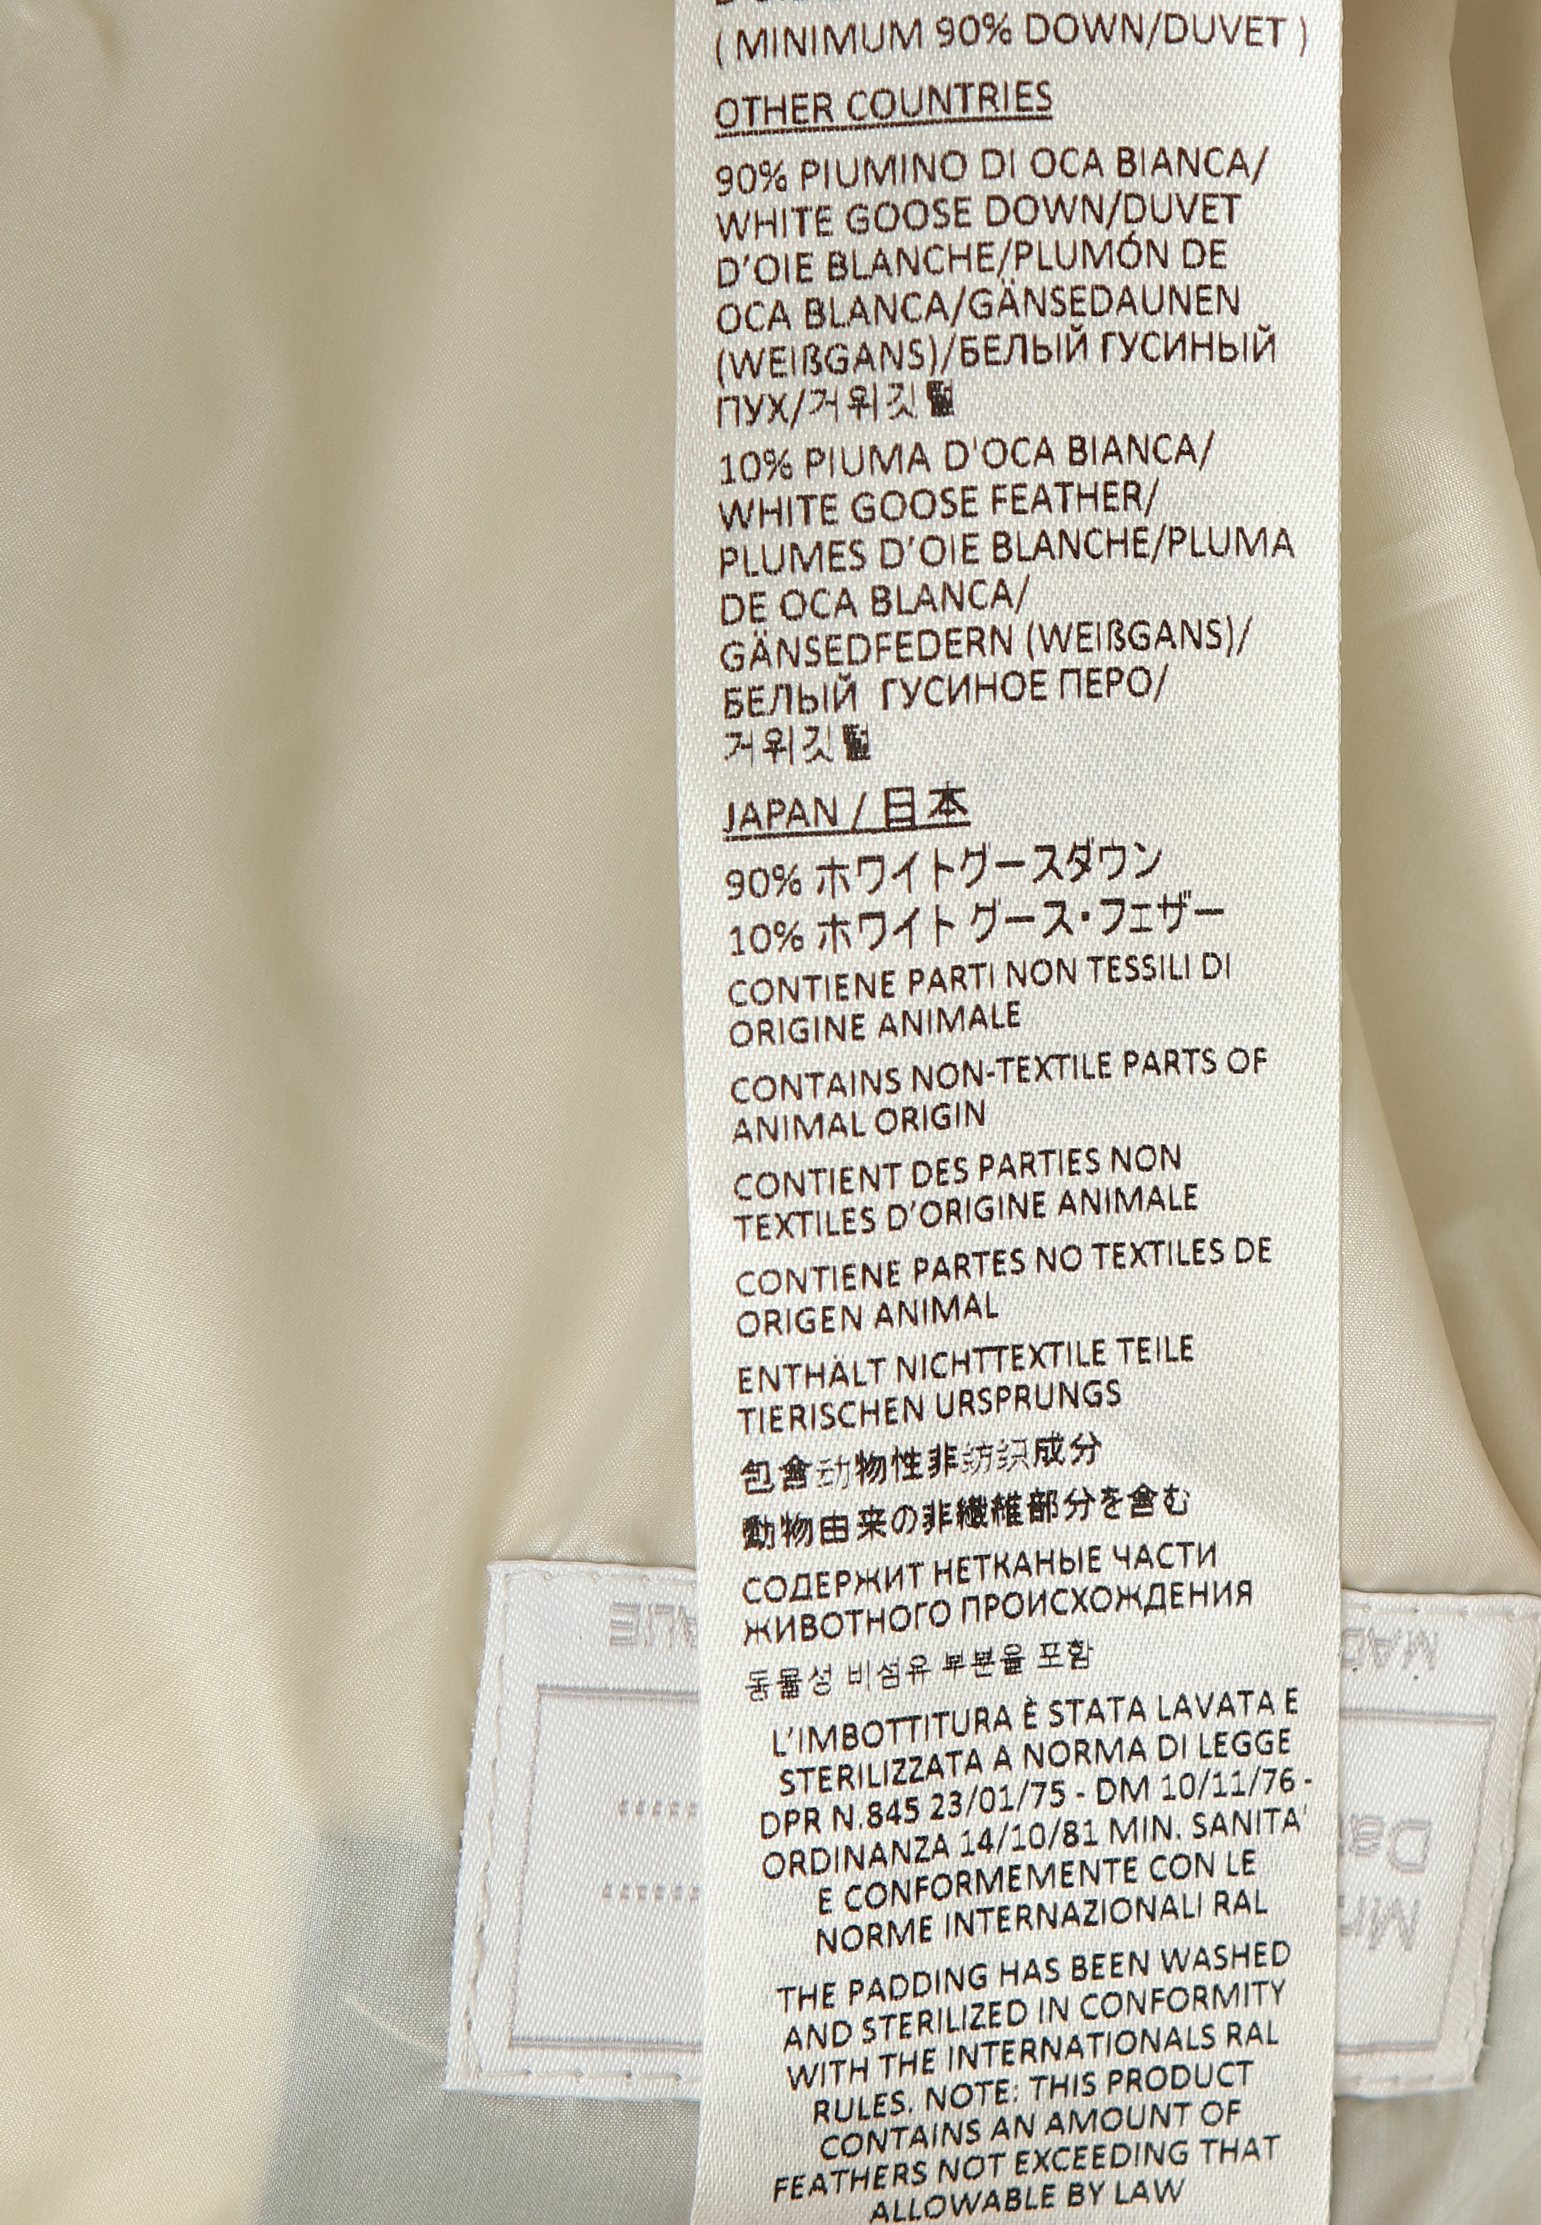 ( MINIMUM 90% DOWN/DUVET )
OTHER COUNTRIES
90% PIUMINO DI OCA BIANCA/
WHITE GOOSE DOWN/DUVET
D'OIE BLANCHE/PLUMÓN DE
OCA BLANCA/GÄNSEDAUNEN
(WEIßGANS)/БЕЛЫЙ ГУСИНЫЙ
ПУХ/거위깃털
10% PIUMA D'OCA BIANCA/
WHITE GOOSE FEATHER/
PLUMES D'OIE BLANCHE/PLUMA
DE OCA BLANCA/
GÄNSEDFEDERN (WEIßGANS)/
БЕЛЫЙ ГУСИНОЕ ПЕРО/
거위깃털
JAPAN / 日本
90% ホワイトグースダウン
10% ホワイト グース・フェザー
CONTIENE PARTI NON TESSILI DI
ORIGINE ANIMALE
CONTAINS NON-TEXTILE PARTS OF
ANIMAL ORIGIN
CONTIENT DES PARTIES NON
TEXTILES D'ORIGINE ANIMALE
CONTIENE PARTES NO TEXTILES DE
ORIGEN ANIMAL
ENTHÄLT NICHTTEXTILE TEILE
TIERISCHEN URSPRUNGS
包含动物性非纺织成分
動物由来の非繊維部分を含む
СОДЕРЖИТ НЕТКАНЫЕ ЧАСТИ
ЖИВОТНОГО ПРОИСХОЖДЕНИЯ
동물성 비섬유 부분을 포함
L'IMBOTTITURA È STATA LAVATA E
STERILIZZATA A NORMA DI LEGGE
DPR N.845 23/01/75 - DM 10/11/76 -
ORDINANZA 14/10/81 MIN. SANITA'
E CONFORMEMENTE CON LE
NORME INTERNAZIONALI RAL
THE PADDING HAS BEEN WASHED
AND STERILIZED IN CONFORMITY
WITH THE INTERNATIONALS RAL
RULES. NOTE: THIS PRODUCT
CONTAINS AN AMOUNT OF
FEATHERS NOT EXCEEDING THAT
ALLOWABLE BY LAW